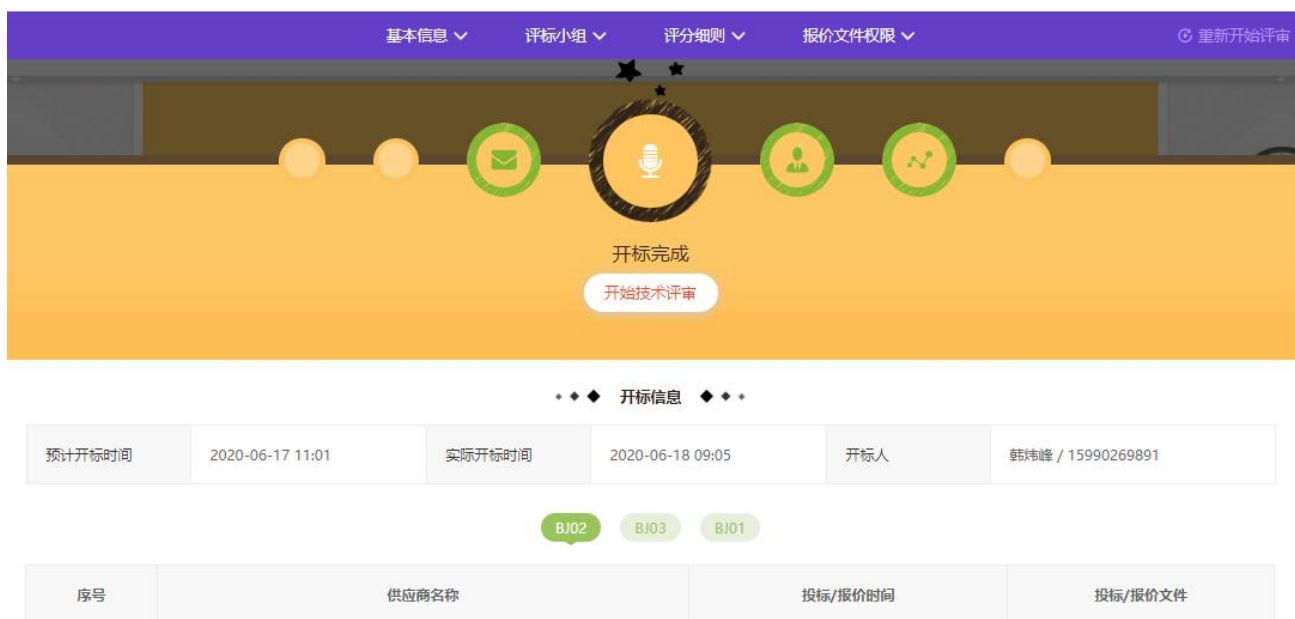 基本信息 评标小组 评分细则 报价文件权限 重新开始评审
开标完成
开始技术评审
开标信息
预计开标时间 2020-06-17 11:01 实际开标时间 2020-06-18 09:05 开标人 韩炜峰 / 15990269891
BJ02 BJ03 BJ01
序号 供应商名称 投标/报价时间 投标/报价文件